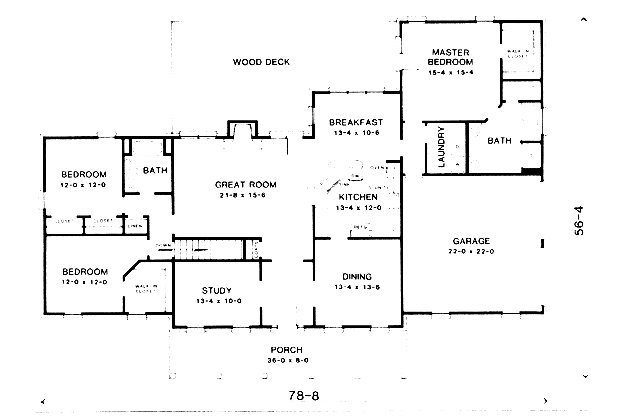 WOOD DECK
MASTER
BEDROOM
15-4 x 15-4
WALK-IN
CLOSET
BREAKFAST
13-4 x 10-6
LAUNDRY
BATH
BEDROOM
12-0 x 12-0
BATH
GREAT ROOM
21-8 x 15-6
OVEN
KITCHEN
13-4 x 12-0
REFG
CLOSET
CLOSET
LINEN
DOWN
GARAGE
22-0 x 22-0
56-4
BEDROOM
12-0 x 12-0
WALK-IN
CLOSET
STUDY
13-4 x 10-0
DINING
13-4 x 13-6
PORCH
36-0 x 8-0
78-8